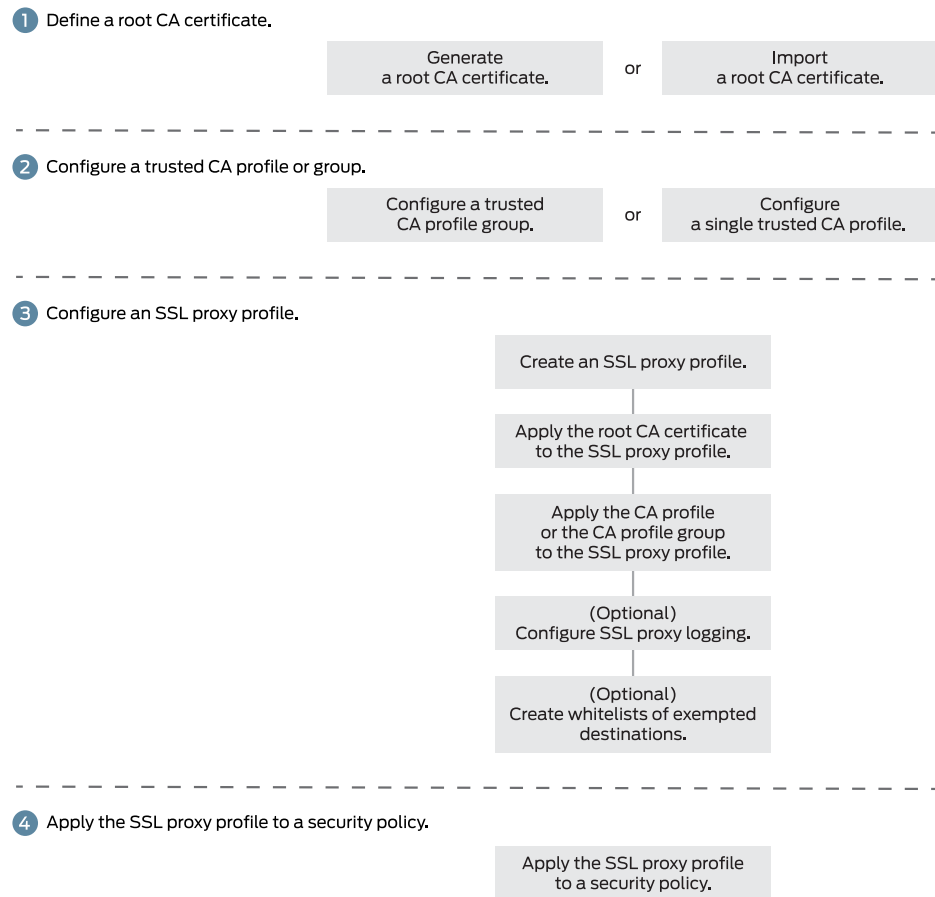 1 Define a root CA certificate.
Generate
a root CA certificate.
or
Import
a root CA certificate.
2 Configure a trusted CA profile or group.
Configure a trusted
CA profile group.
or
Configure
a single trusted CA profile.
3 Configure an SSL proxy profile.
Create an SSL proxy profile.
Apply the root CA certificate
to the SSL proxy profile.
Apply the CA profile
or the CA profile group
to the SSL proxy profile.
(Optional)
Configure SSL proxy logging.
(Optional)
Create whitelists of exempted
destinations.
4 Apply the SSL proxy profile to a security policy.
Apply the SSL proxy profile
to a security policy.